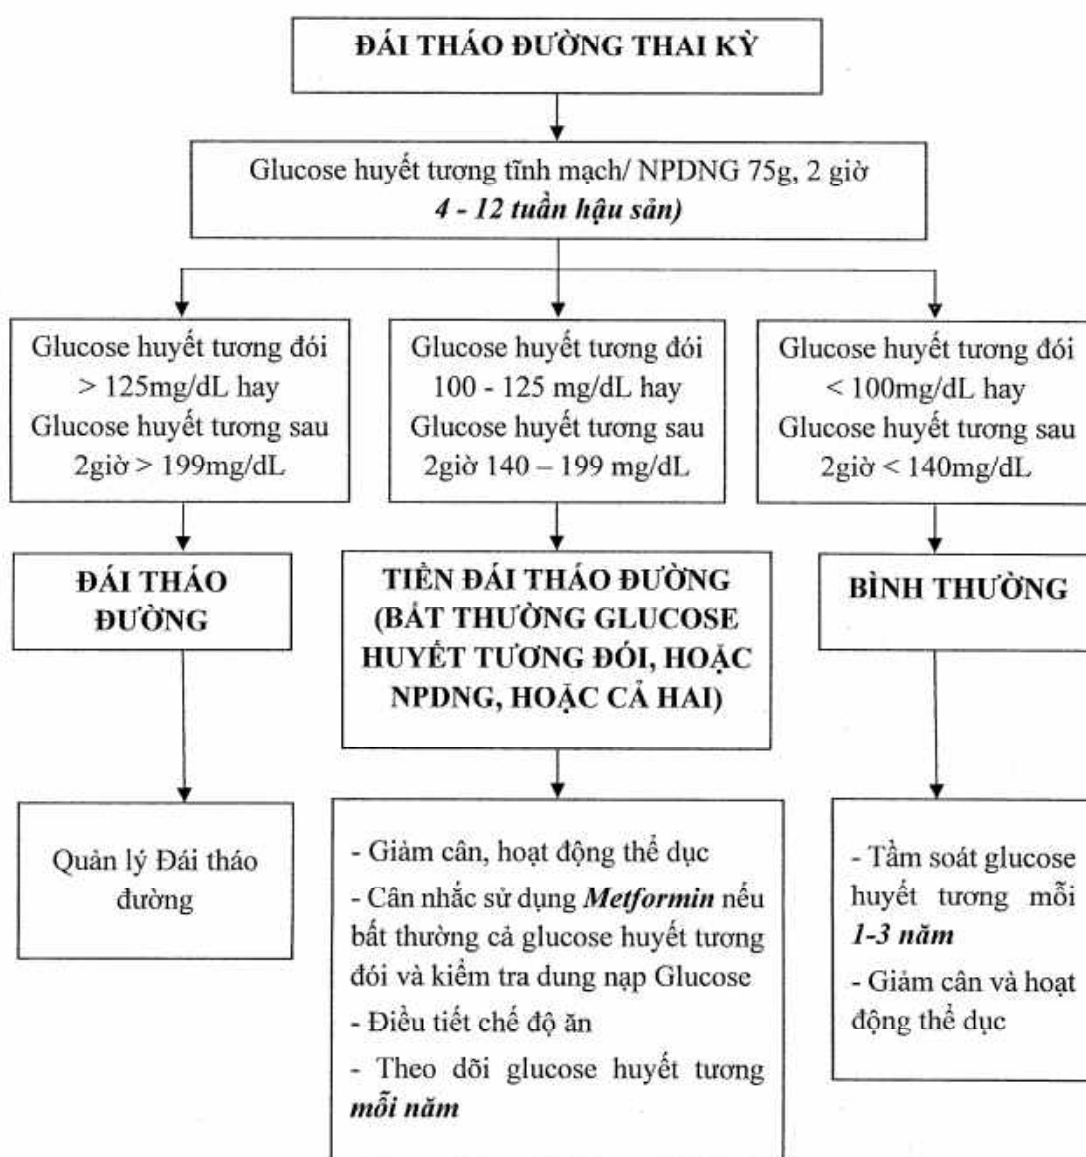 ĐÁI THÁO ĐƯỜNG THAI KỲ
Glucose huyết tương tĩnh mạch/ NPDNG 75g, 2 giờ
4 - 12 tuần hậu sản)
Glucose huyết tương đói
> 125mg/dL hay
Glucose huyết tương sau
2giờ > 199mg/dL
Glucose huyết tương đói
100 - 125 mg/dL hay
Glucose huyết tương sau
2giờ 140 – 199 mg/dL
Glucose huyết tương đói
< 100mg/dL hay
Glucose huyết tương sau
2giờ < 140mg/dL
ĐÁI THÁO
ĐƯỜNG
TIỀN ĐÁI THÁO ĐƯỜNG
(BẤT THƯỜNG GLUCOSE
HUYẾT TƯƠNG ĐÓI, HOẶC
NPDNG, HOẶC CẢ HAI)
BÌNH THƯỜNG
Quản lý Đái tháo
đường
- Giảm cân, hoạt động thể dục
- Cân nhắc sử dụng Metformin nếu
bất thường cả glucose huyết tương
đói và kiểm tra dung nạp Glucose
- Điều tiết chế độ ăn
- Theo dõi glucose huyết tương
mỗi năm
- Tầm soát glucose
huyết tương mỗi
1-3 năm
- Giảm cân và hoạt
động thể dục